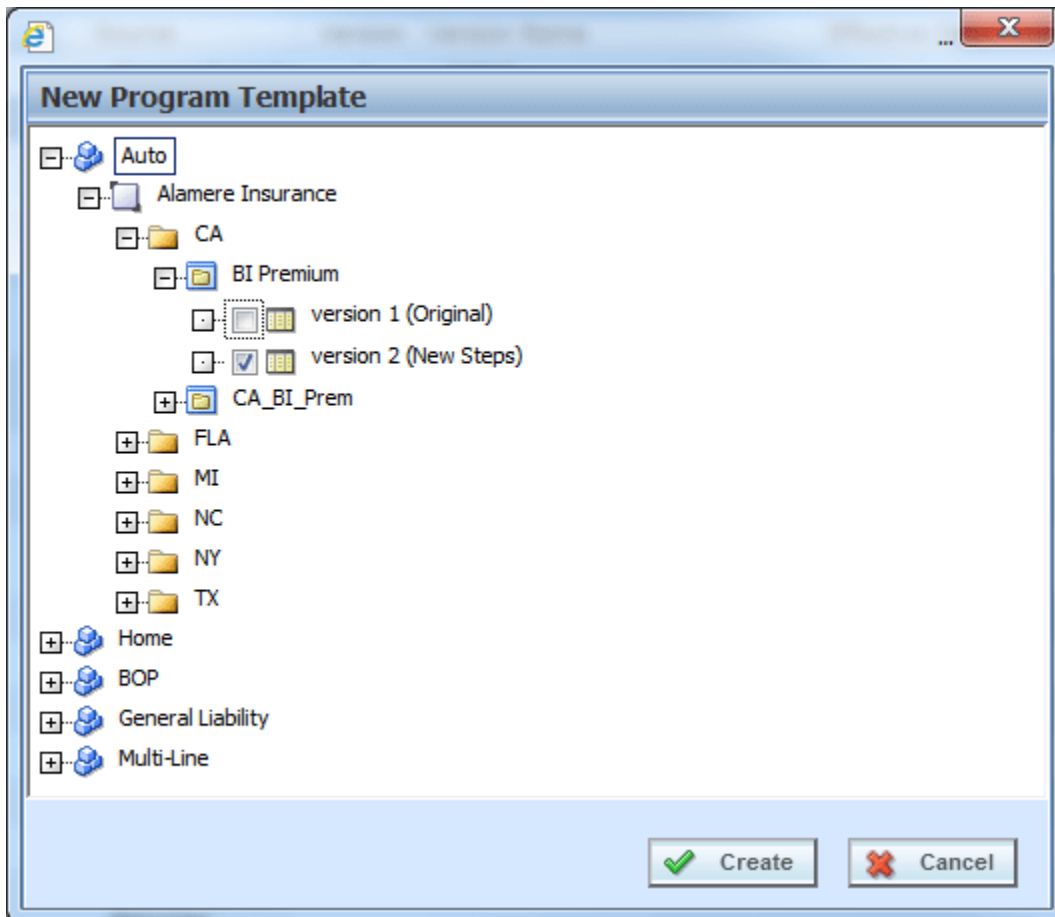 ...
New Program Template
Auto
Alamere Insurance
CA
BI Premium
version 1 (Original)
version 2 (New Steps)
CA_BI_Prem
FLA
MI
NC
NY
TX
Home
BOP
General Liability
Multi-Line
Create Cancel